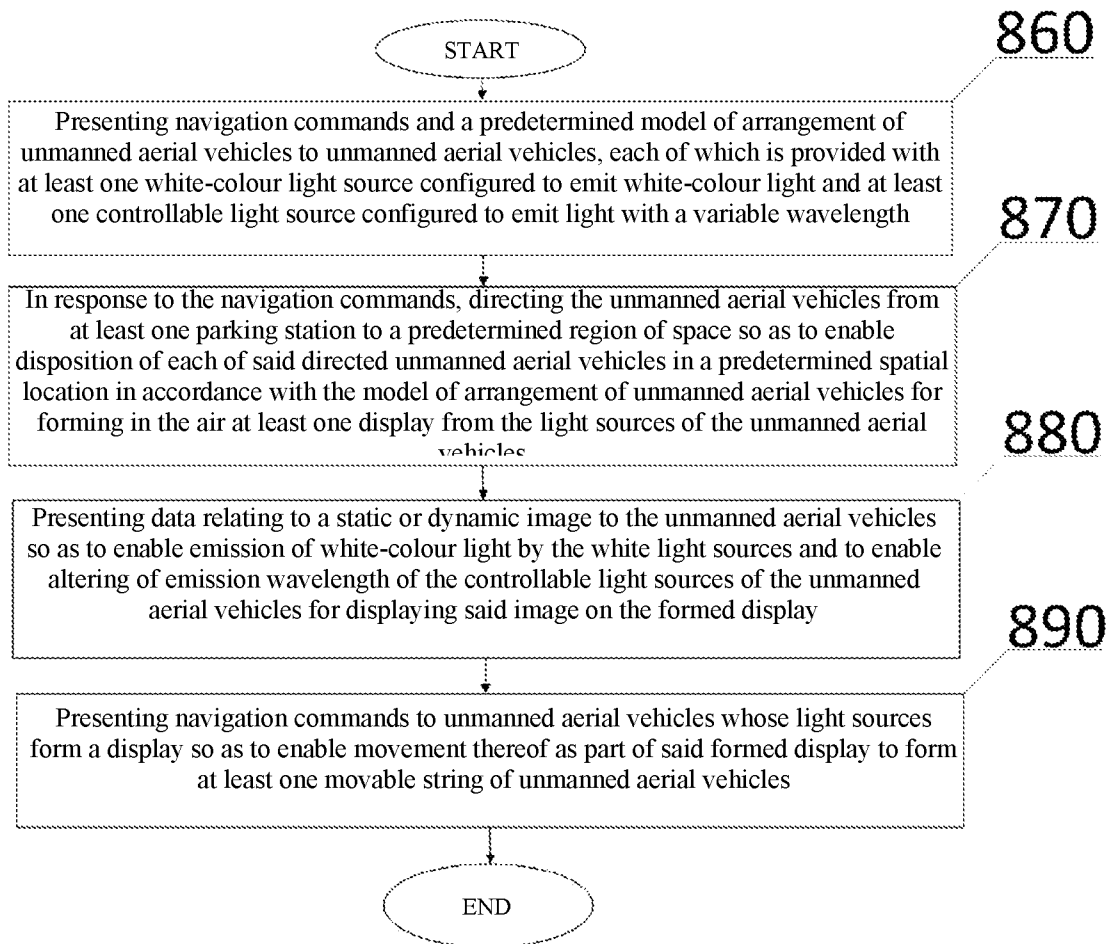 START
860
Presenting navigation commands and a predetermined model of arrangement of
unmanned aerial vehicles to unmanned aerial vehicles, each of which is provided with
at least one white-colour light source configured to emit white-colour light and at least
one controllable light source configured to emit light with a variable wavelength
870
In response to the navigation commands, directing the unmanned aerial vehicles from
at least one parking station to a predetermined region of space so as to enable
disposition of each of said directed unmanned aerial vehicles in a predetermined spatial
location in accordance with the model of arrangement of unmanned aerial vehicles for
forming in the air at least one display from the light sources of the unmanned aerial
vehicles
880
Presenting data relating to a static or dynamic image to the unmanned aerial vehicles
so as to enable emission of white-colour light by the white light sources and to enable
altering of emission wavelength of the controllable light sources of the unmanned
aerial vehicles for displaying said image on the formed display
890
Presenting navigation commands to unmanned aerial vehicles whose light sources
form a display so as to enable movement thereof as part of said formed display to form
at least one movable string of unmanned aerial vehicles
END